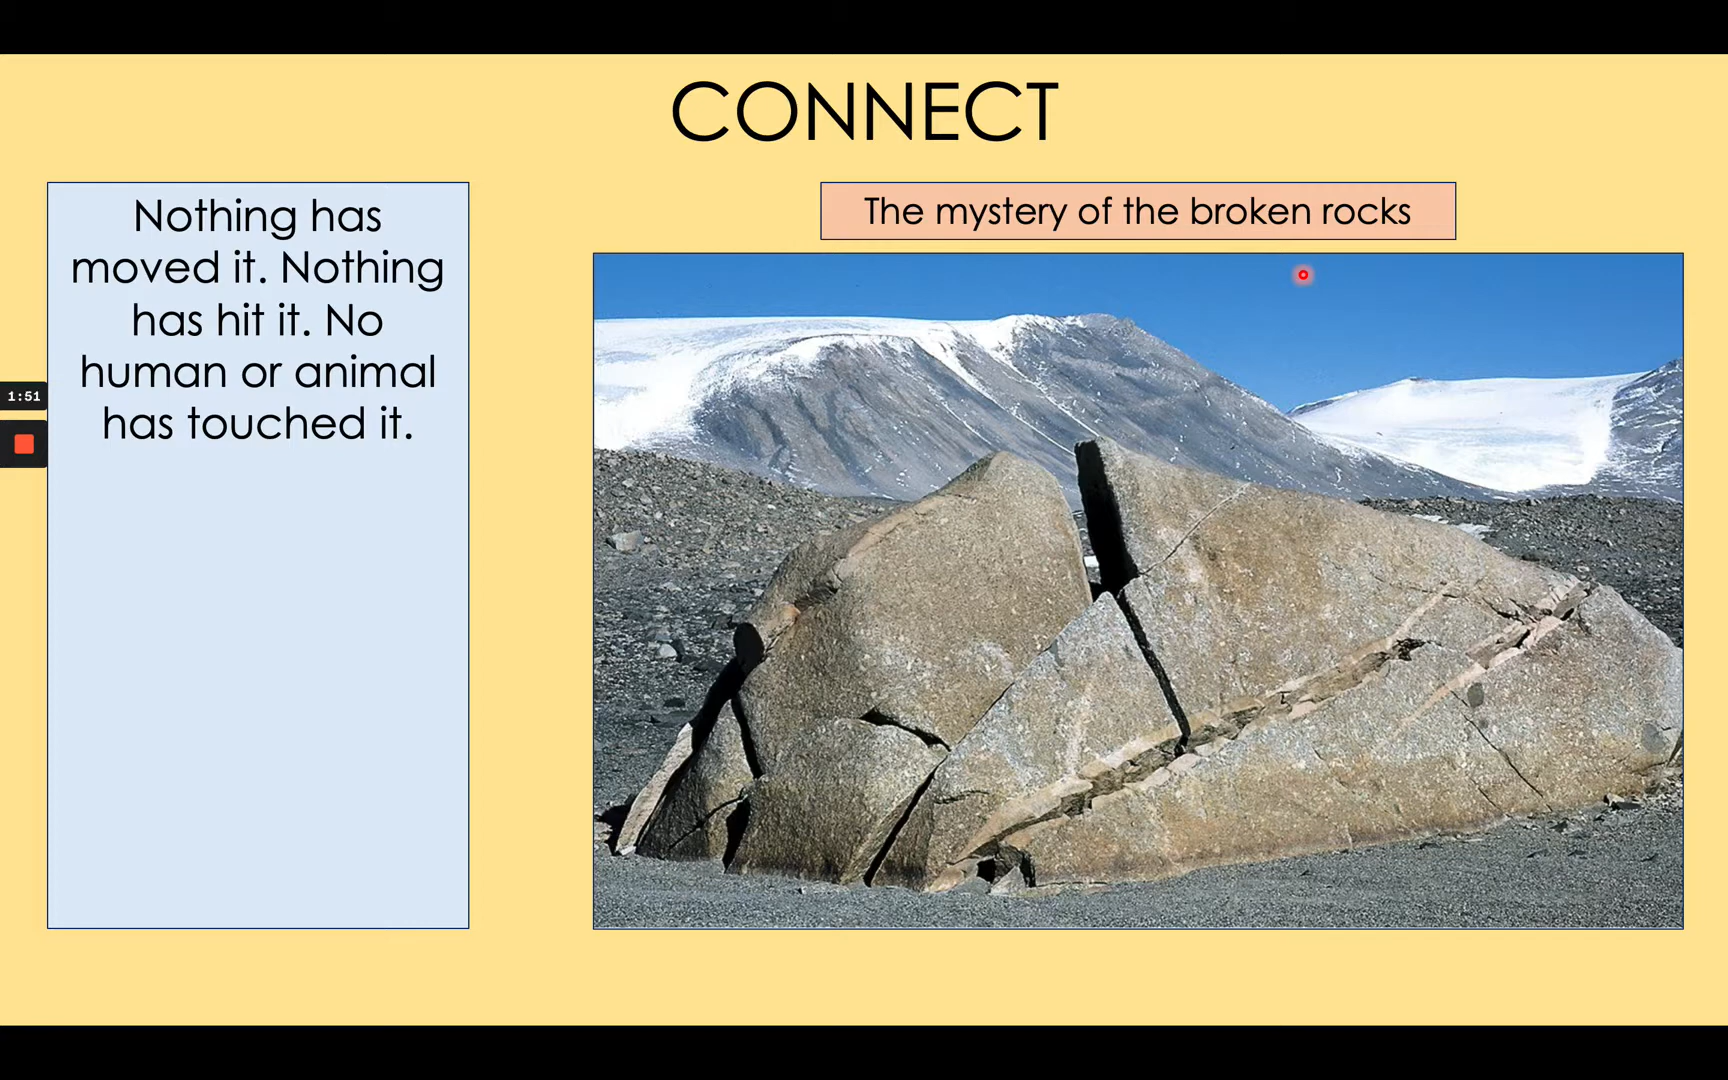 CONNECT
Nothing has
moved it. Nothing
has hit it. No
human or animal
has touched it.
The mystery of the broken rocks
1:51